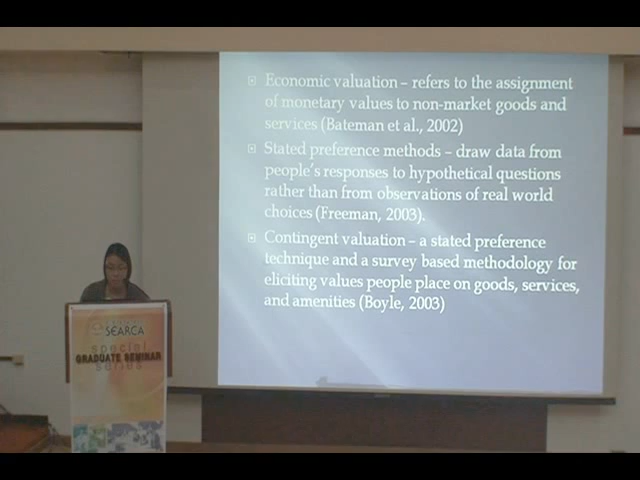 Economic valuation – refers to the assignment
of monetary values to non-market goods and
services (Bateman et al., 2002)
Stated preference methods – draw data from
people's responses to hypothetical questions
rather than from observations of real world
choices (Freeman, 2003).
Contingent valuation – a stated preference
technique and a survey based methodology for
eliciting values people place on goods, services,
and amenities (Boyle, 2003)
SEARCA
special
GRADUATE SEMINAR
series